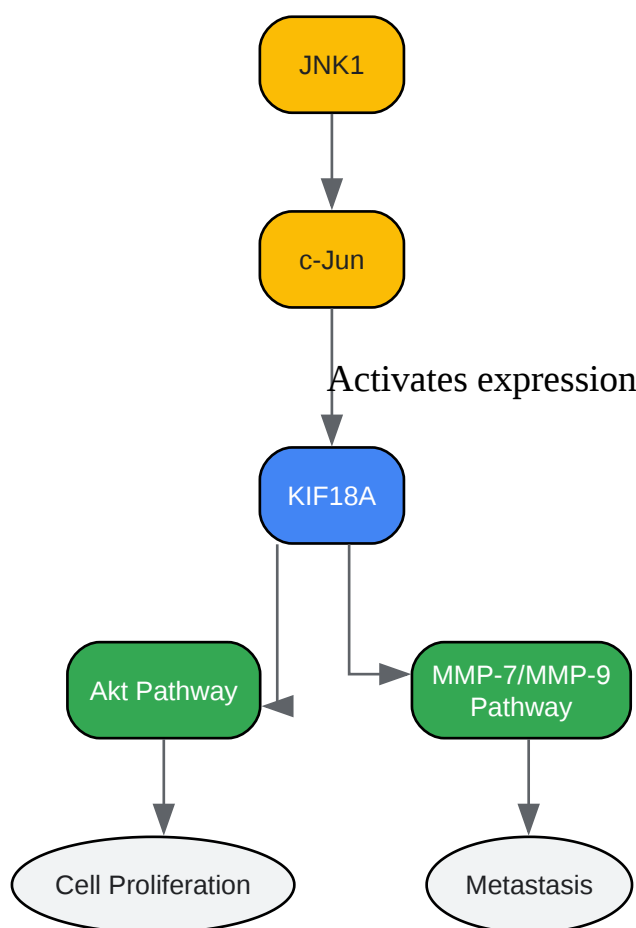 JNK1
c-Jun
Activates expression
KIF18A
Akt Pathway
MMP-7/MMP-9
Pathway
Cell Proliferation
Metastasis